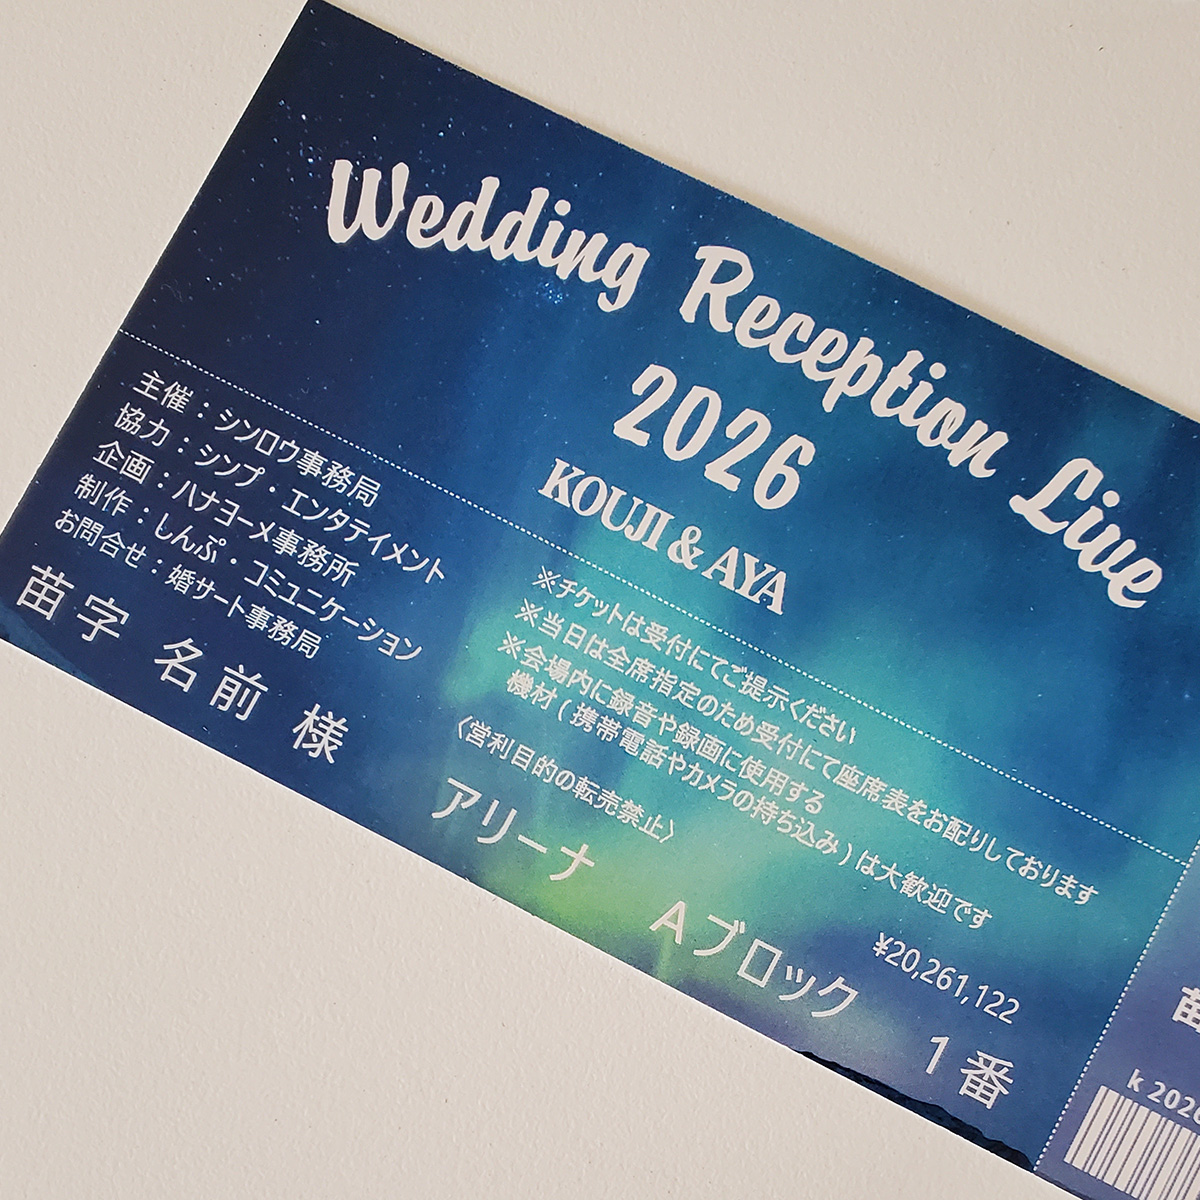 Wedding Reception Live
2026
KOUJI & AYA
主催：シンロウ事務局
協力：シンプ・エンタテイメント
企画：ハナヨーメ事務所
制作：しんぷ・コミュニケーション
お問合せ：婚サート事務局
※チケットは受付にてご提示ください
※当日は全席指定のため受付にて座席表をお配りしております
※会場内に録音や録画に使用する
機材(携帯電話やカメラの持ち込み)は大歓迎です
〈営利目的の転売禁止〉
¥20,261,122
苗字 名前 様
アリーナ Aブロック 1番
苗
k 2026